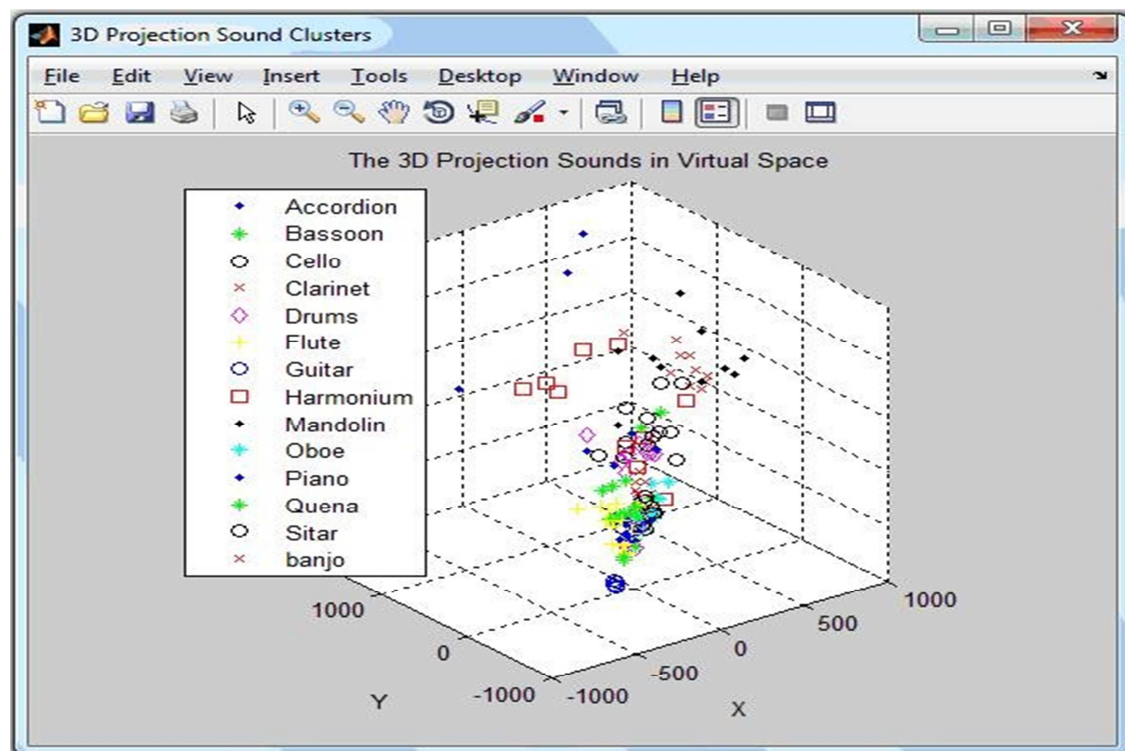 3D Projection Sound Clusters
File Edit View Insert Tools Desktop Window Help
The 3D Projection Sounds in Virtual Space
Accordion
Bassoon
Cello
Clarinet
Drums
Flute
Guitar
Harmonium
Mandolin
Oboe
Piano
Quena
Sitar
banjo
1000
0
-1000
Y
-1000
-500
0
500
1000
X